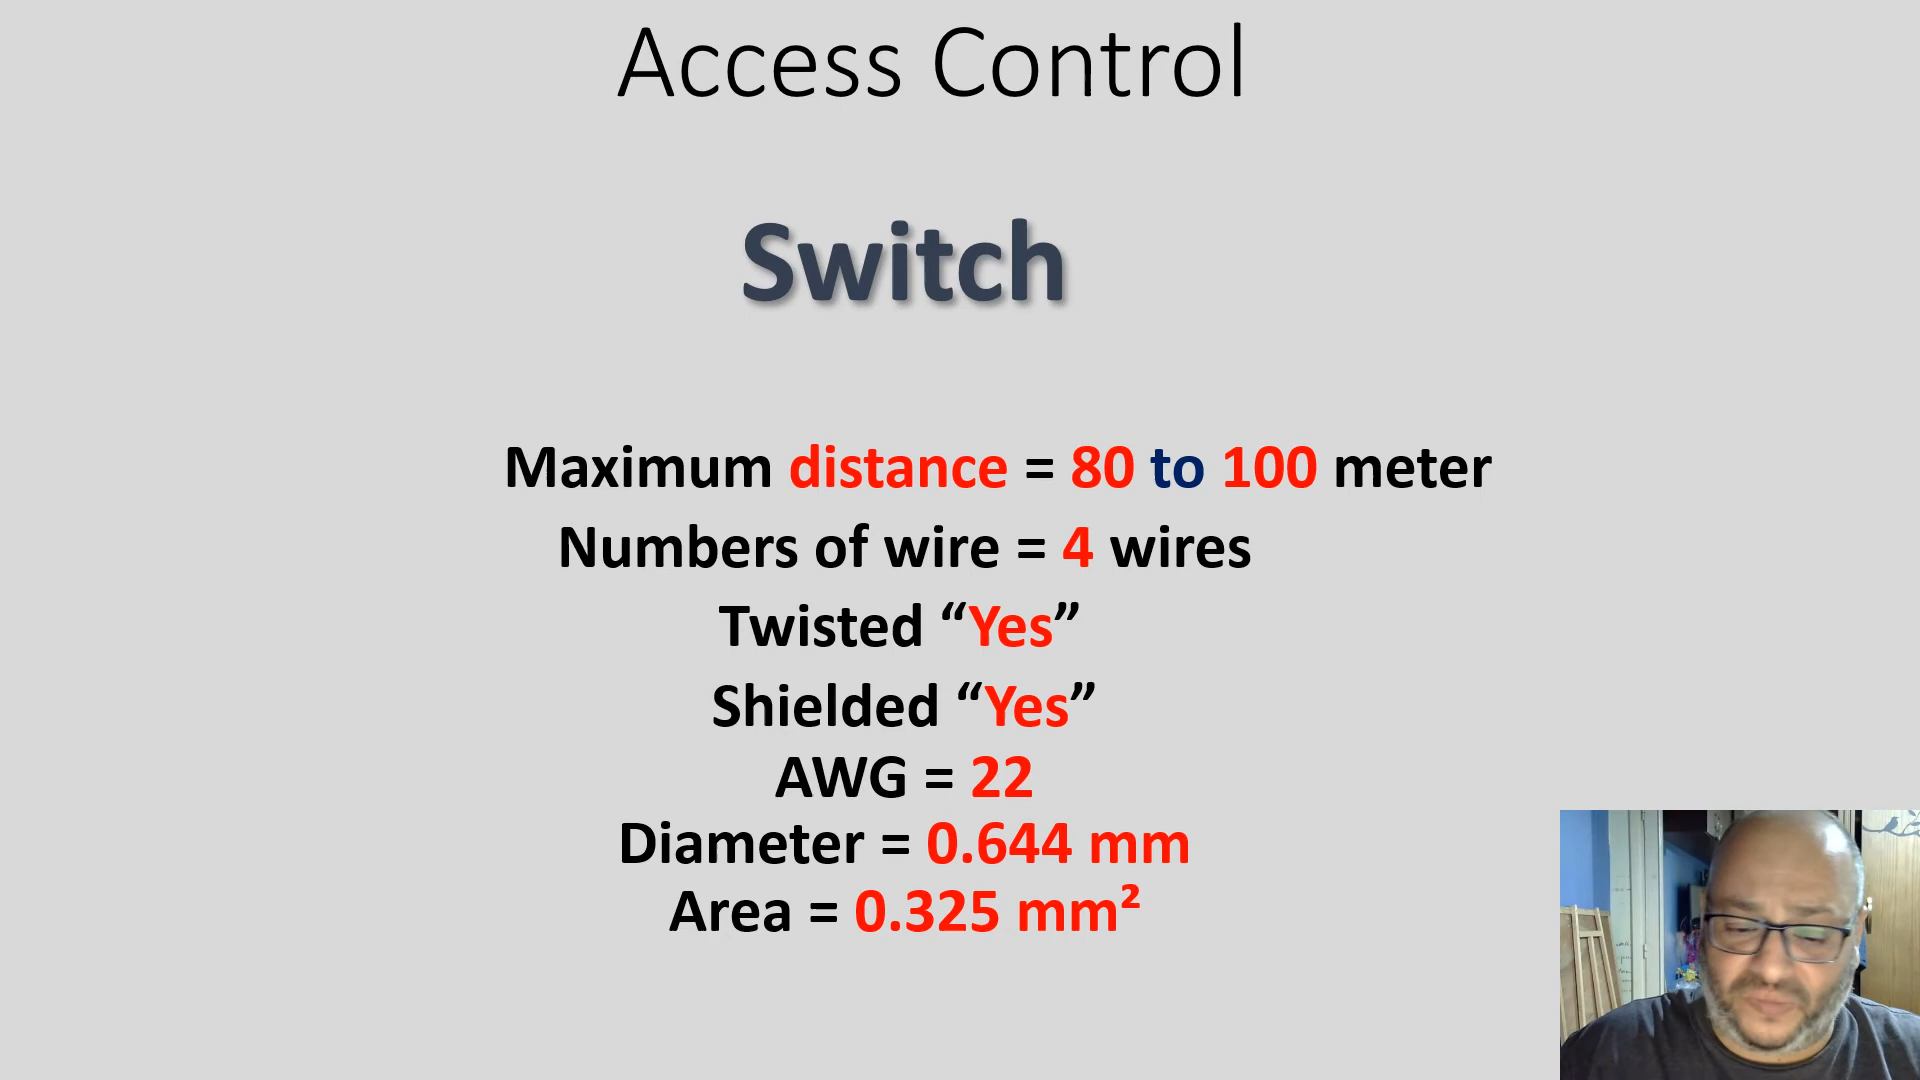 Access Control
Switch
Maximum distance = 80 to 100 meter
Numbers of wire = 4 wires
Twisted “Yes”
Shielded “Yes”
AWG = 22
Diameter = 0.644 mm
Area = 0.325 mm²